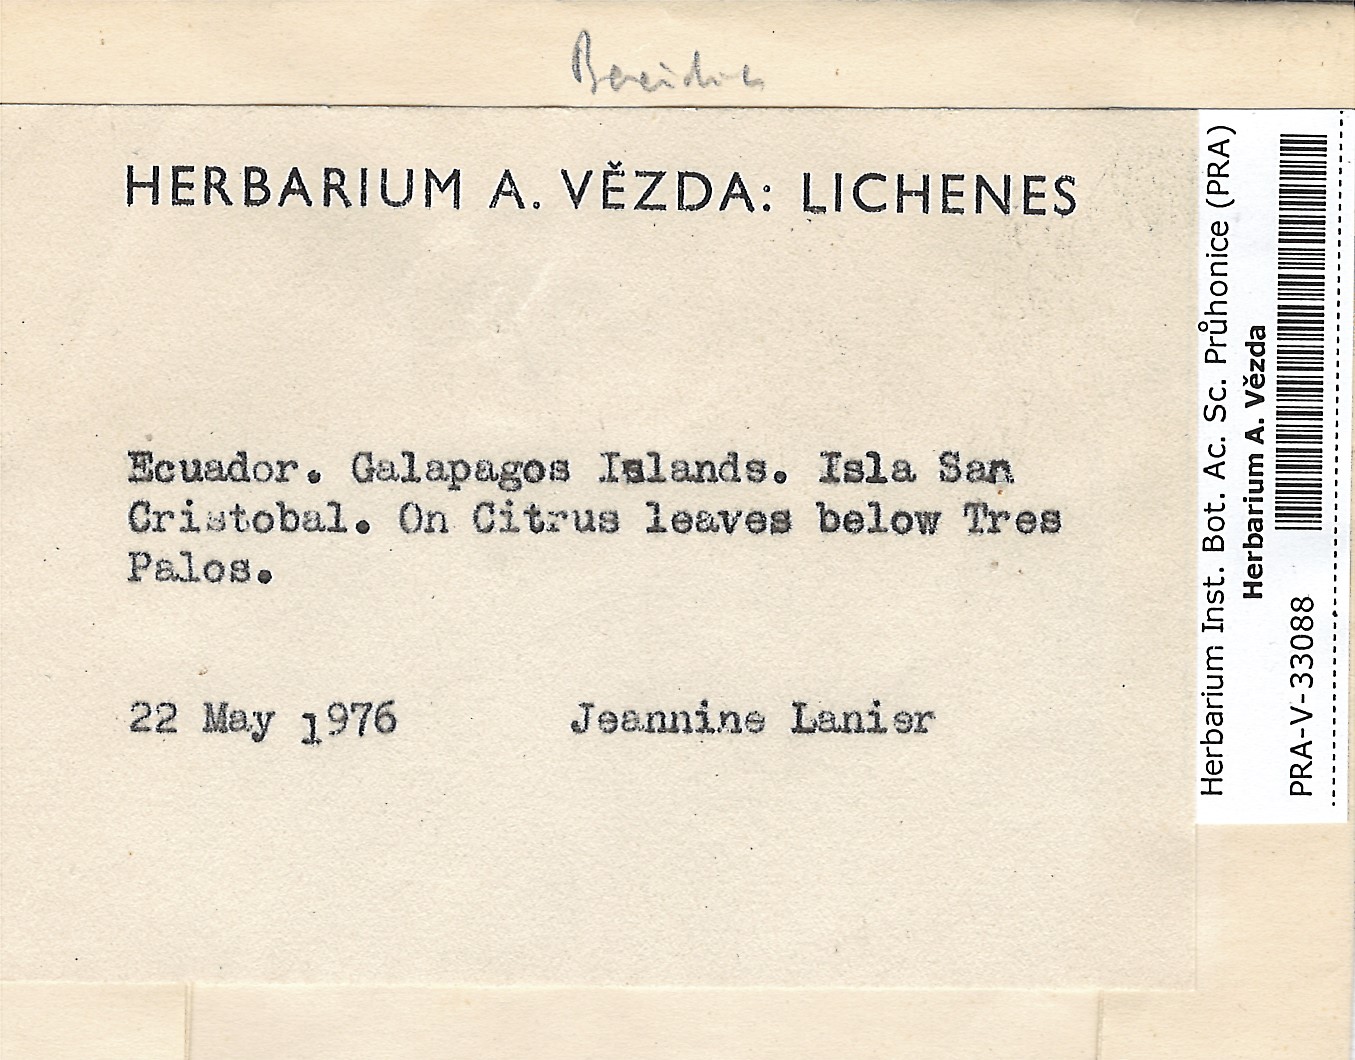 Bacidia
HERBARIUM A. VĚZDA: LICHENES
Ecuador. Galapagos Islands. Isla San
Cristobal. On Citrus leaves below Tres
Palos.
22 May 1976 Jeannine Lanier
Herbarium Inst. Bot. Ac. Sc. Průhonice (PRA)
Herbarium A. Vězda
PRA-V-33088